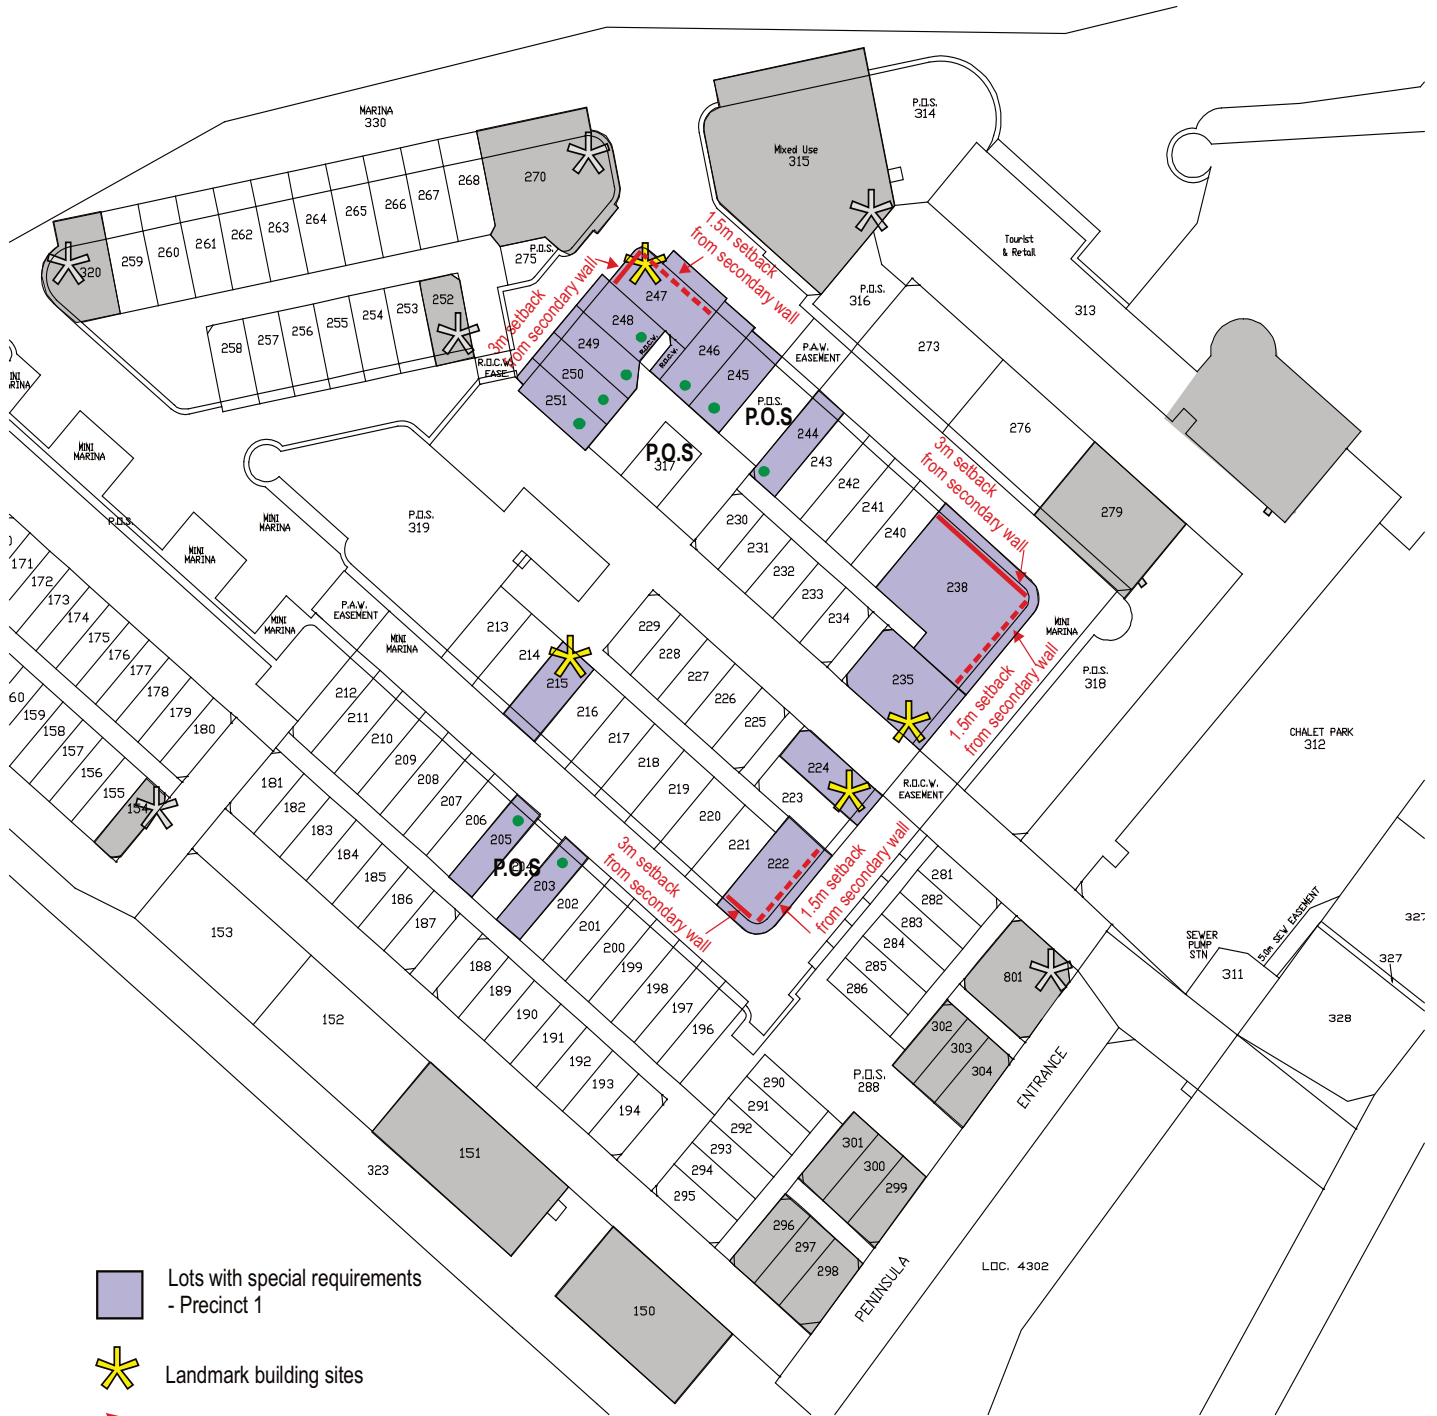 MARINA
330
P.O.S.
314
Mixed Use
315
270
268
267
266
265
264
263
262
261
260
259
320
P.O.S.
275
1.5m setback
from secondary wall
3m setback
from secondary wall
Tourist
& Retail
313
P.O.S.
316
252
253
254
255
256
257
258
247
248
249
250
251
246
245
R.O.C.W.
R.O.C.W.
R.O.C.W.
EASE
P.A.W.
EASEMENT
273
276
279
P.O.S.
P.O.S
P.O.S
317
244
243
242
241
240
3m setback
from secondary wall
238
MINI
MARINA
1.5m setback
from secondary wall
P.O.S.
318
235
230
231
232
233
234
INI
RINA
MINI
MARINA
P.O.S.
MINI
MARINA
MINI
MARINA
MINI
MARINA
P.O.S.
319
P.A.W.
EASEMENT
MINI
MARINA
213
214
215
216
217
218
219
220
221
222
223
224
225
226
227
228
229
R.O.C.W.
EASEMENT
CHALET PARK
312
171
172
173
174
175
176
177
178
179
180
60
159
158
157
156
155
154
212
211
210
209
208
207
206
205
P.O.S
204
203
202
201
200
199
198
197
196
181
182
183
184
185
186
187
188
189
190
191
192
193
194
3m setback
from secondary wall
1.5m setback
from secondary wall
281
282
283
284
285
286
801
302
303
304
P.O.S.
288
290
291
292
293
294
295
301
300
299
296
297
298
SEWER
PUMP
STN
311
5.0m SEW EASEMENT
327
327
328
153
152
151
323
150
PENINSULA
ENTRANCE
LOC. 4302
Lots with special requirements
- Precinct 1
Landmark building sites